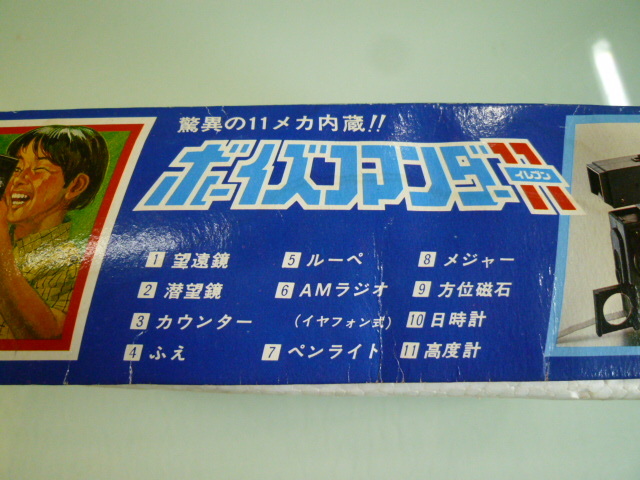 驚異の11メカ内蔵!!
ボーイズファンダー11
イレブン
1 望遠鏡
2 潜望鏡
3 カウンター
4 ふえ
5 ルーペ
6 AMラジオ
(イヤフォン式)
7 ペンライト
8 メジャー
9 方位磁石
10 日時計
11 高度計